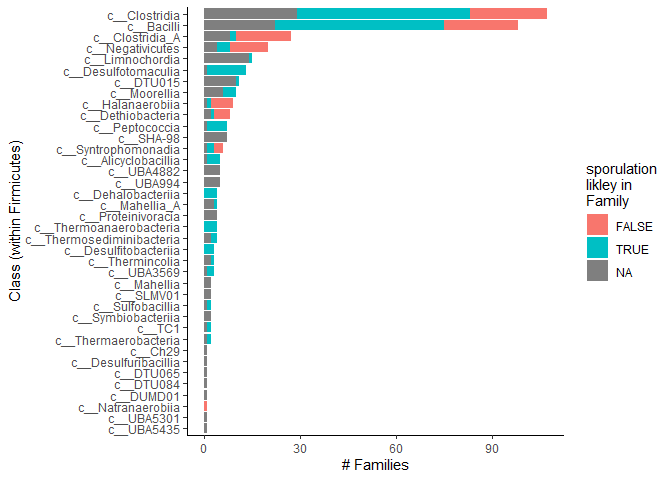 c__Clostridia
c__Bacilli
c__Clostridia_A
c__Negativicutes
c__Limnochordia
c__Desulfotomaculia
c__DTU015
c__Moorellia
c__Halanaerobiia
c__Dethiobacteria
c__Peptococcia
c__SHA-98
c__Syntrophomonadia
c__Alicyclobacillia
c__UBA4882
c__UBA994
c__Dehalobacteriia
c__Mahellia_A
c__Proteinivoracia
c__Thermoanaerobacteria
c__Thermosediminibacteria
c__Desulfitobacteriia
c__Thermincolia
c__UBA3569
c__Mahellia
c__SLMV01
c__Sulfobacillia
c__Symbiobacteriia
c__TC1
c__Thermaerobacteria
c__Ch29
c__Desulfuribacillia
c__DTU065
c__DTU084
c__DUMD01
c__Natranaerobiia
c__UBA5301
c__UBA5435
Class (within Firmicutes)
0 30 60 90
# Families
sporulation
likley in
Family
FALSE
TRUE
NA